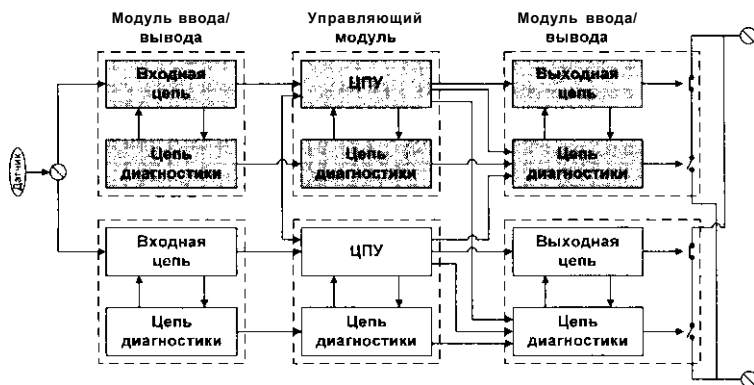 Модуль ввода/
вывода
Управляющий
модуль
Модуль ввода/
вывода
Входная
цепь
ЦПУ
Выходная
цепь
Датчик
Цепь
диагностики
Цепь
диагностики
Цепь
диагностики
Входная
цепь
ЦПУ
Выходная
цепь
Цепь
диагностики
Цепь
диагностики
Цепь
диагностики